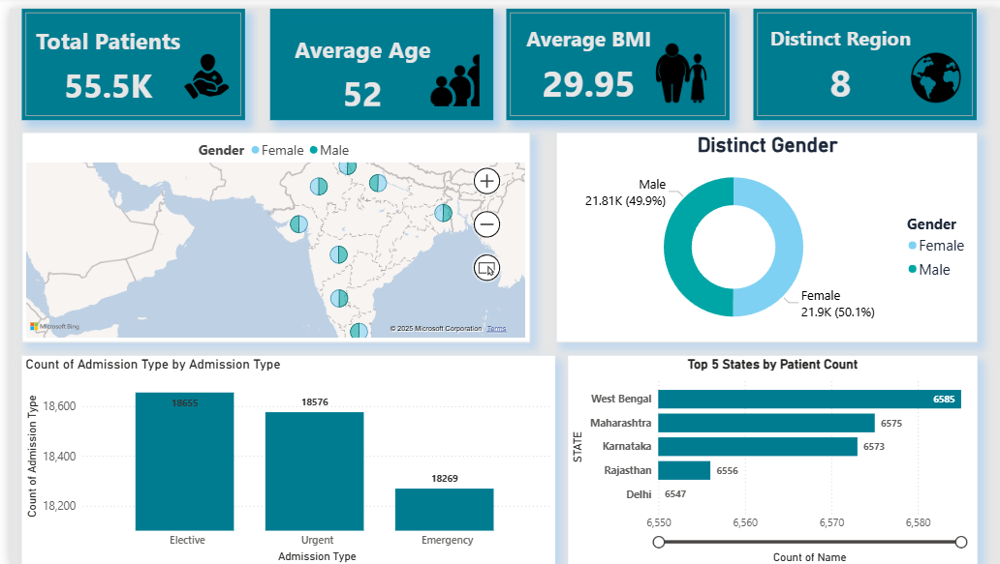 Total Patients
55.5K
Average Age
52
Average BMI
29.95
Distinct Region
8
Gender Female Male
Microsoft Bing
© 2025 Microsoft Corporation Terms
Distinct Gender
Male
21.81K (49.9%)
Female
21.9K (50.1%)
Gender
Female
Male
Count of Admission Type by Admission Type
Count of Admission Type
18,600
18,400
18,200
18655
18576
18269
Elective
Urgent
Emergency
Admission Type
Top 5 States by Patient Count
STATE
West Bengal 6585
Maharashtra 6575
Karnataka 6573
Rajasthan 6556
Delhi 6547
6,550 6,560 6,570 6,580
Count of Name